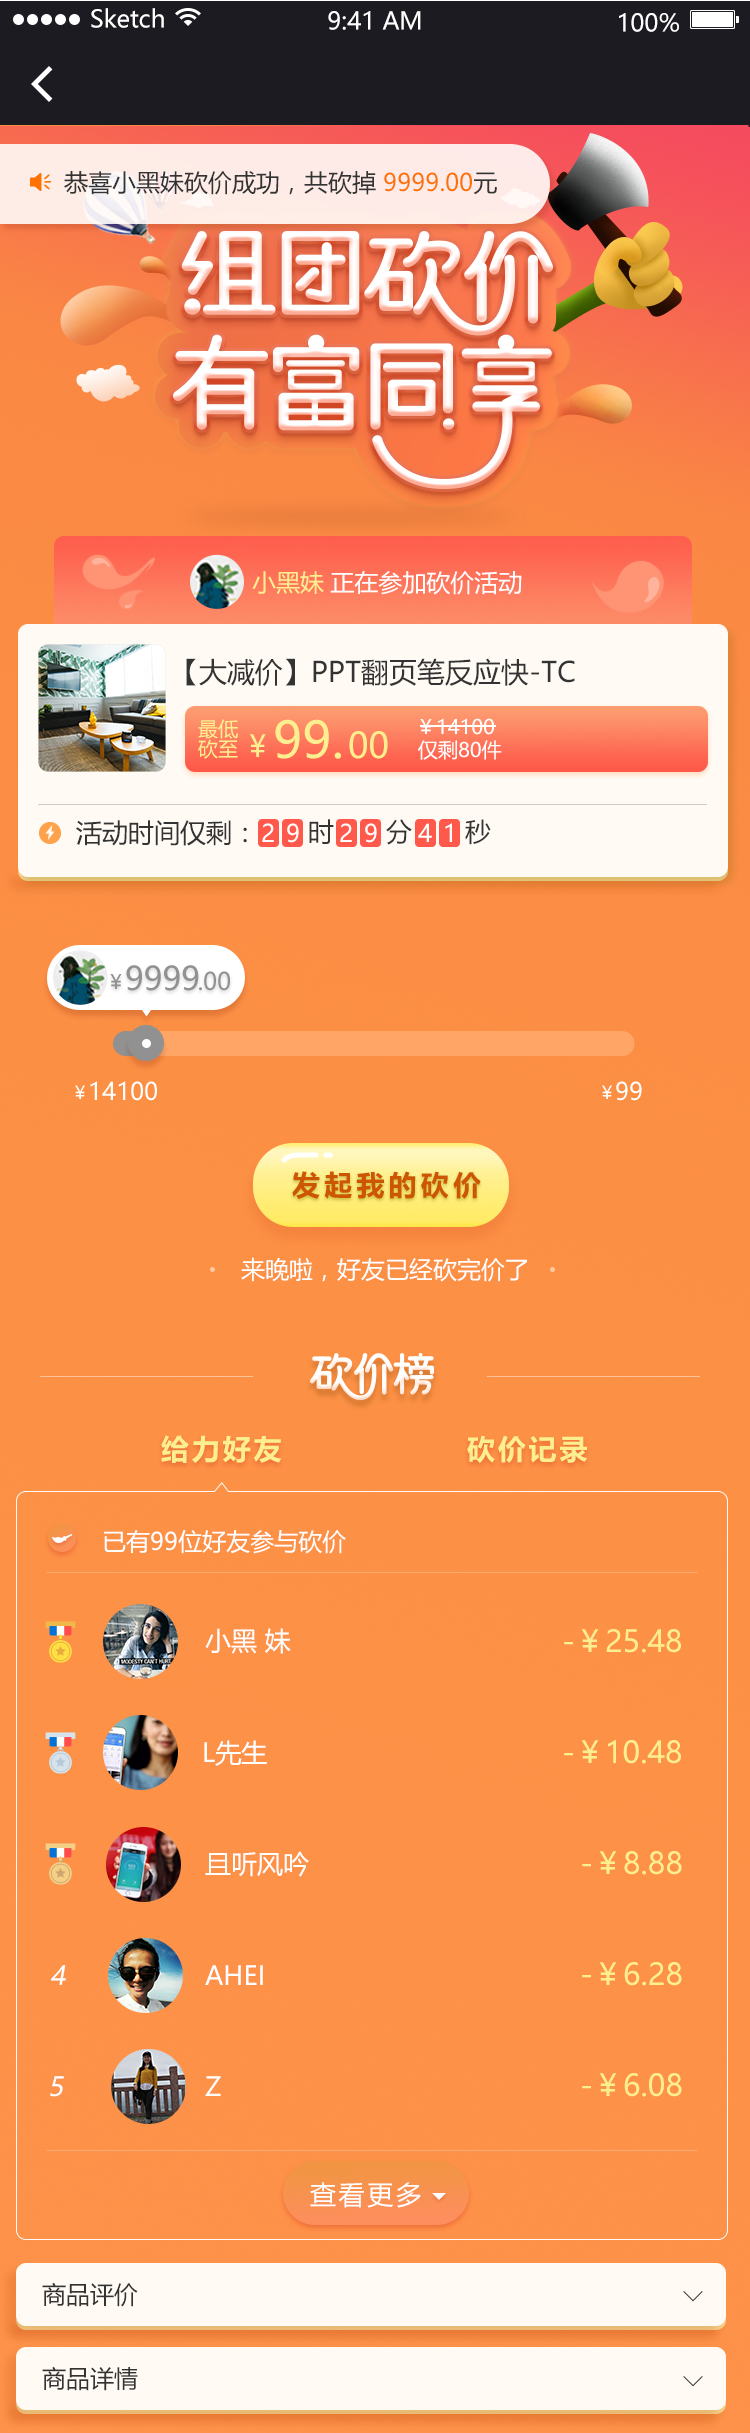 Sketch 9:41 AM 100%
恭喜小黑妹砍价成功，共砍掉 9999.00元
组团砍价
有富同享
小黑妹 正在参加砍价活动
【大减价】PPT翻页笔反应快-TC
最低
砍至
￥99.00
￥14100
仅剩80件
活动时间仅剩：29时29分41秒
￥9999.00
￥14100 ￥99
发起我的砍价
• 来晚啦，好友已经砍完价了 •
砍价榜
给力好友 砍价记录
已有99位好友参与砍价
小黑 妹 -￥25.48
MODESTY CAN'T HURT
L先生 -￥10.48
且听风吟 -￥8.88
4 AHEI -￥6.28
5 Z -￥6.08
查看更多
商品评价
商品详情